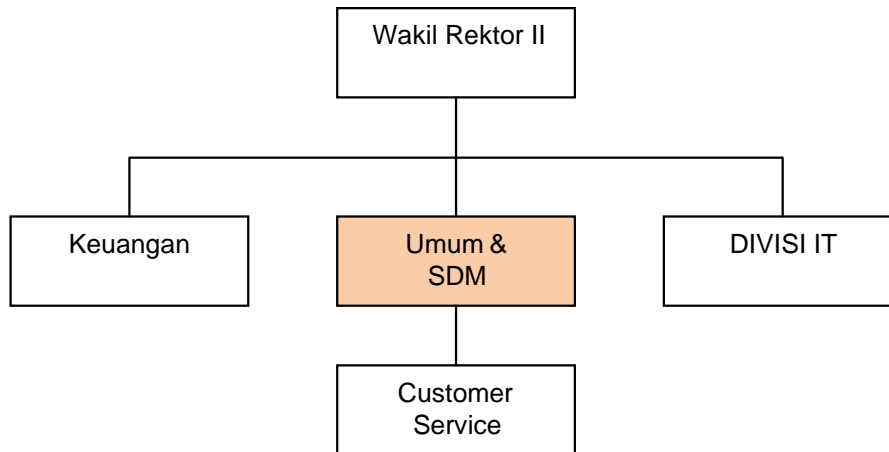 Wakil Rektor II
Keuangan
Umum &
SDM
DIVISI IT
Customer
Service